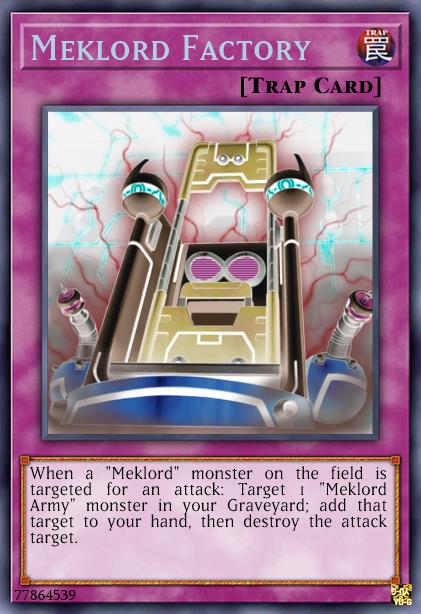 Meklord Factory
TRAP
罠
[Trap Card]
When a "Meklord" monster on the field is
targeted for an attack: Target 1 "Meklord
Army" monster in your Graveyard; add that
target to your hand, then destroy the attack
target.
77864539